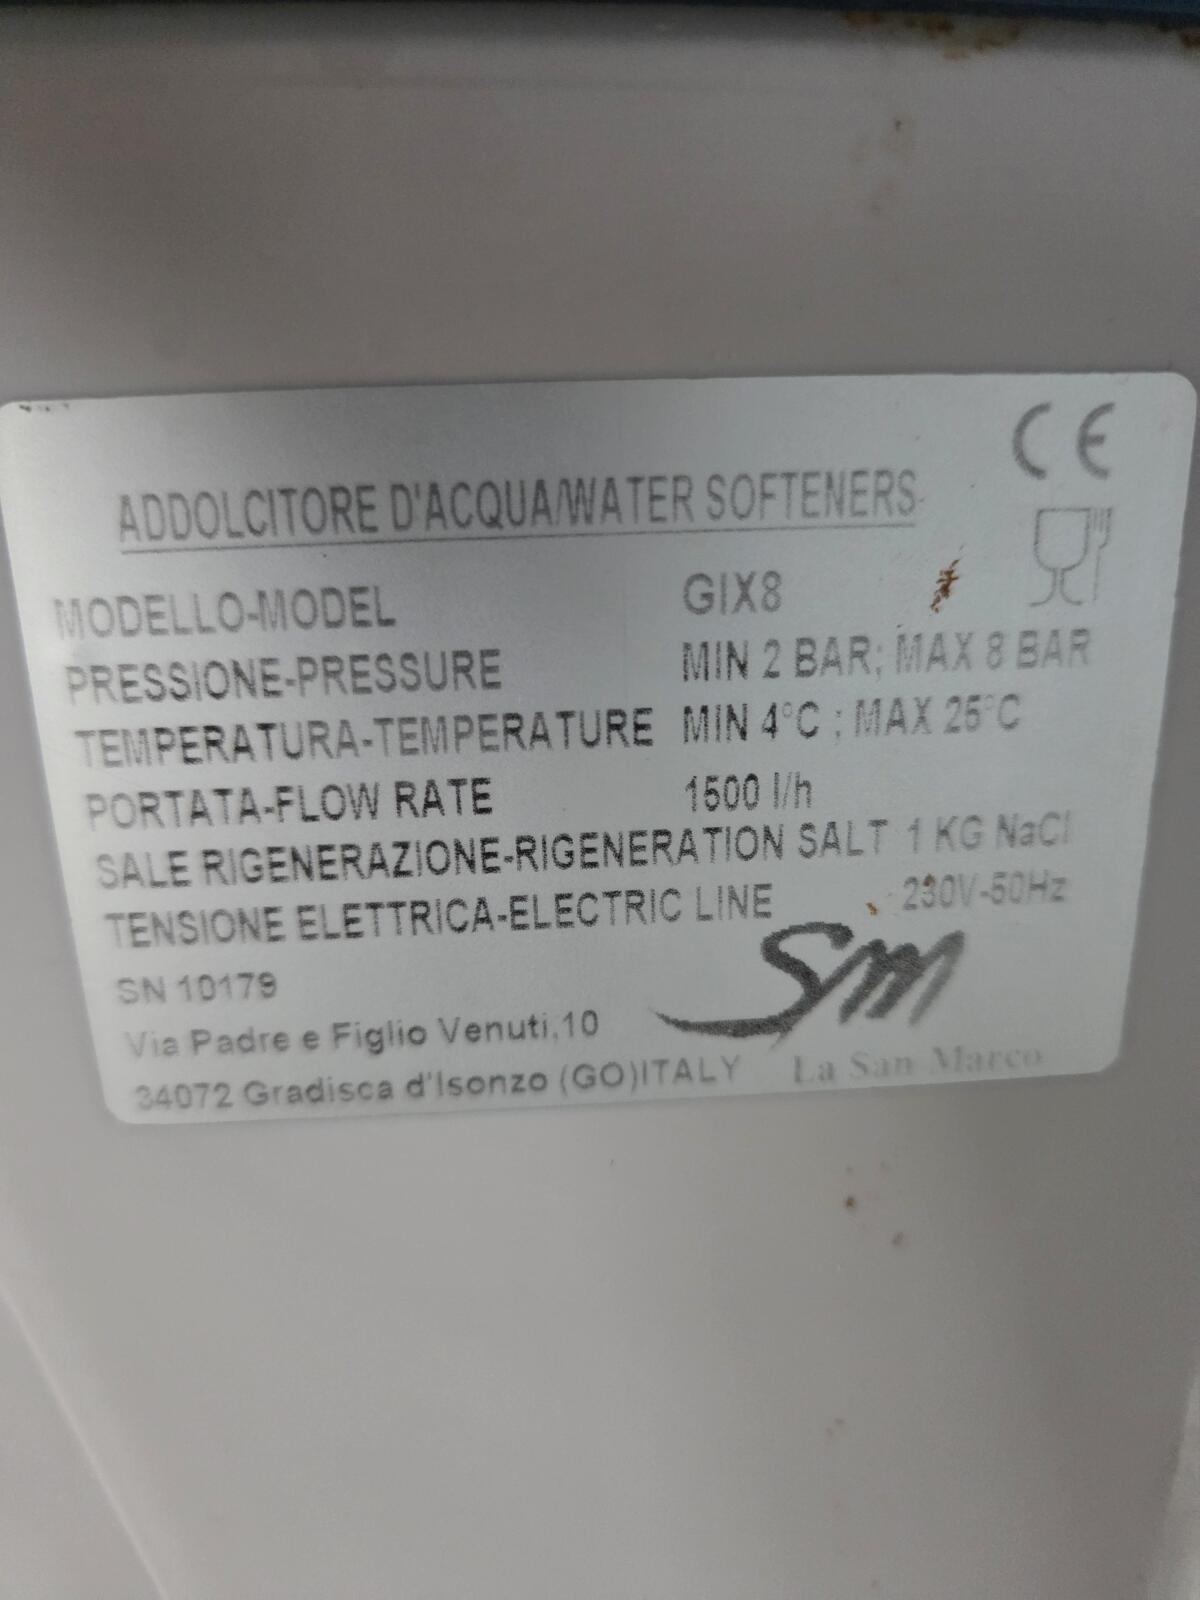 CE
ADDOLCITORE D'ACQUA/WATER SOFTENERS
MODELLO-MODEL GIX8
PRESSIONE-PRESSURE MIN 2 BAR; MAX 8 BAR
TEMPERATURA-TEMPERATURE MIN 4°C ; MAX 25°C
PORTATA-FLOW RATE 1500 l/h
SALE RIGENERAZIONE-RIGENERATION SALT 1 KG NaCl
TENSIONE ELETTRICA-ELECTRIC LINE 230V-50Hz
SN 10179
Via Padre e Figlio Venuti,10
34072 Gradisca d'Isonzo (GO)ITALY
SM
La San Marco